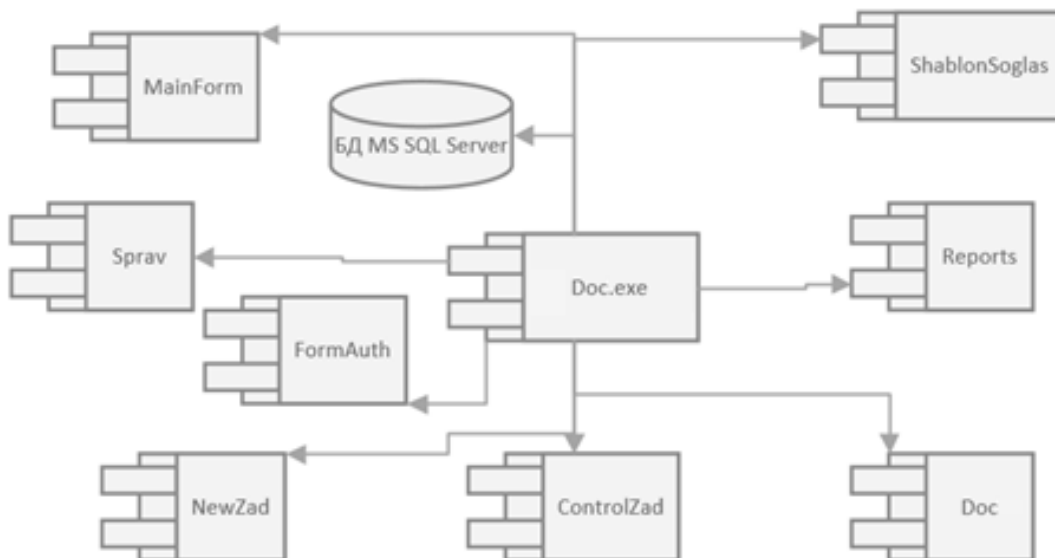 MainForm
ShablonSoglas
БД MS SQL Server
Sprav
Doc.exe
Reports
FormAuth
NewZad
ControlZad
Doc